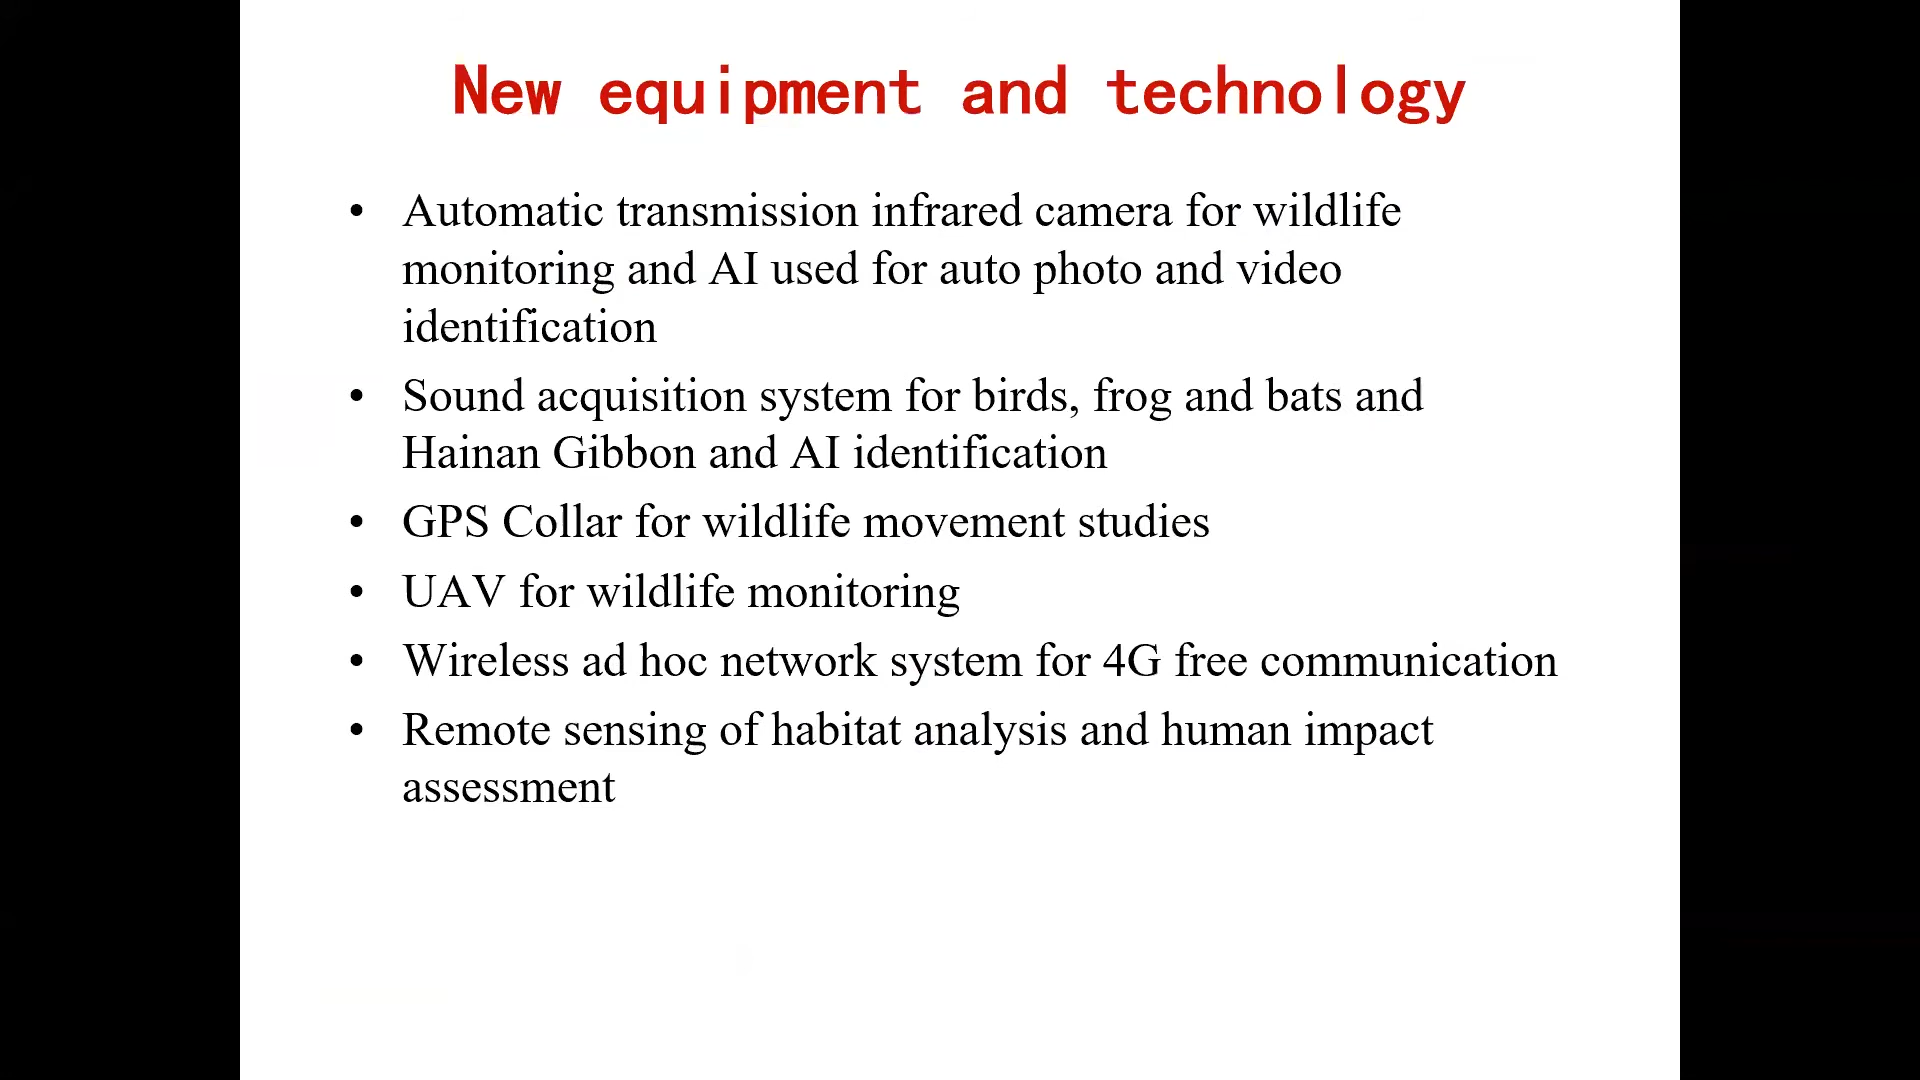 New equipment and technology
• Automatic transmission infrared camera for wildlife
monitoring and AI used for auto photo and video
identification
• Sound acquisition system for birds, frog and bats and
Hainan Gibbon and AI identification
• GPS Collar for wildlife movement studies
• UAV for wildlife monitoring
• Wireless ad hoc network system for 4G free communication
• Remote sensing of habitat analysis and human impact
assessment